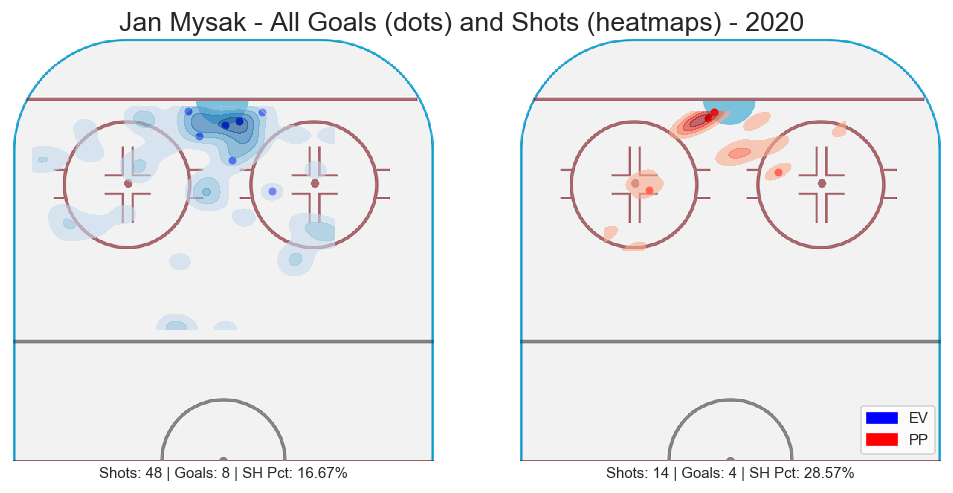 Jan Mysak - All Goals (dots) and Shots (heatmaps) - 2020
EV
PP
Shots: 48 | Goals: 8 | SH Pct: 16.67%
Shots: 14 | Goals: 4 | SH Pct: 28.57%